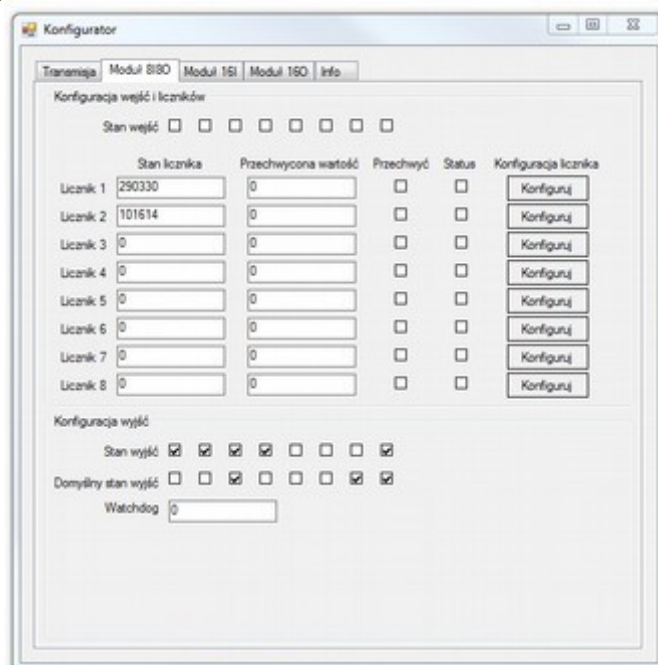 Konfigurator
Transmisja Moduł 8I8O Moduł 16I Moduł 16O Info
Konfiguracja wejść i liczników
Stan wejść
Stan licznika Przechwycona wartość Przechwyć Status Konfiguracja licznika
Licznik 1 290330 0 Konfiguruj
Licznik 2 101614 0 Konfiguruj
Licznik 3 0 0 Konfiguruj
Licznik 4 0 0 Konfiguruj
Licznik 5 0 0 Konfiguruj
Licznik 6 0 0 Konfiguruj
Licznik 7 0 0 Konfiguruj
Licznik 8 0 0 Konfiguruj
Konfiguracja wyjść
Stan wyjść
Domyślny stan wyjść
Watchdog 0